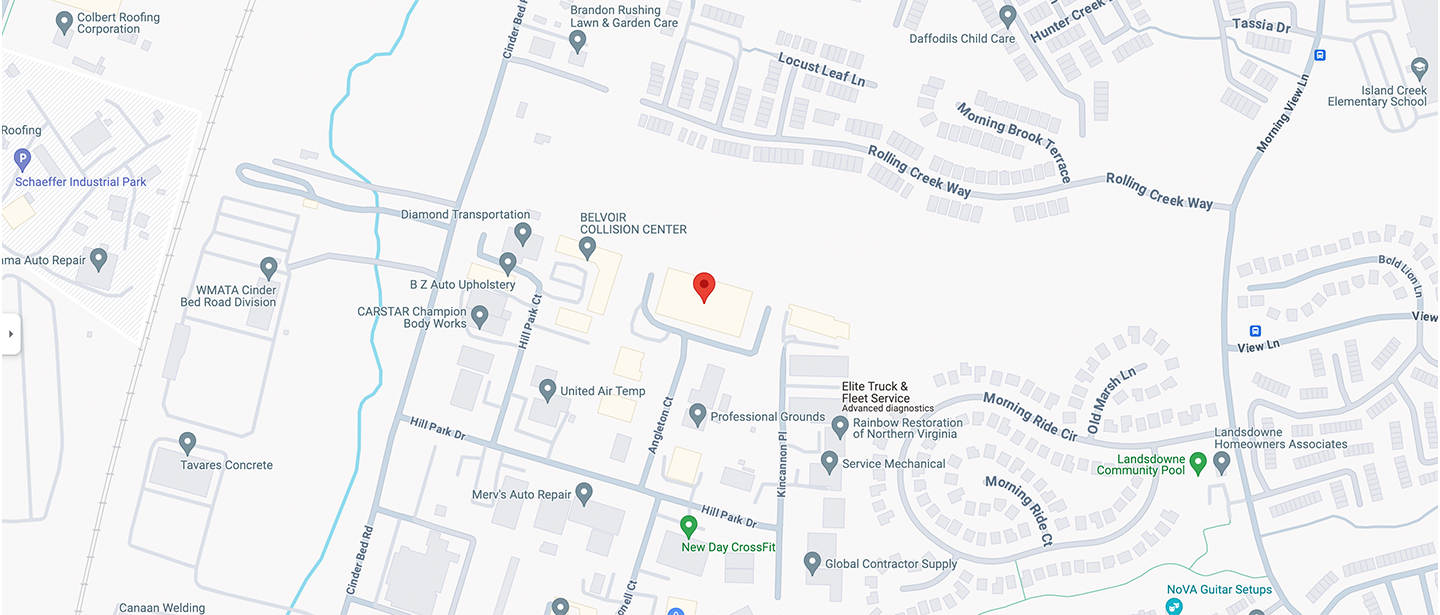 Colbert Roofing
Corporation
Cinder Bed R
Brandon Rushing
Lawn & Garden Care
Daffodils Child Care
Hunter Creek
Tassia Dr
Locust Leaf Ln
Island Creek
Elementary School
Morning View Ln
Morning Brook Terrace
Roofing
P
Schaeffer Industrial Park
Rolling Creek Way
Rolling Creek Way
Diamond Transportation
BELVOIR
COLLISION CENTER
ma Auto Repair
WMATA Cinder
Bed Road Division
B Z Auto Upholstery
CARSTAR Champion
Body Works
Hill Park Ct
Bold Lion Ln
View
View Ln
United Air Temp
Elite Truck &
Fleet Service
Advanced diagnostics
Old Marsh Ln
Morning Ride Cir
Angleton Ct
Professional Grounds
Rainbow Restoration
of Northern Virginia
Hill Park Dr
Kincannon Pl
Landsdowne
Homeowners Associates
Landsdowne
Community Pool
Tavares Concrete
Service Mechanical
Morning Ride Ct
Merv's Auto Repair
Hill Park Dr
New Day CrossFit
Cinder Bed Rd
Global Contractor Supply
onell Ct
NoVA Guitar Setups
Canaan Welding